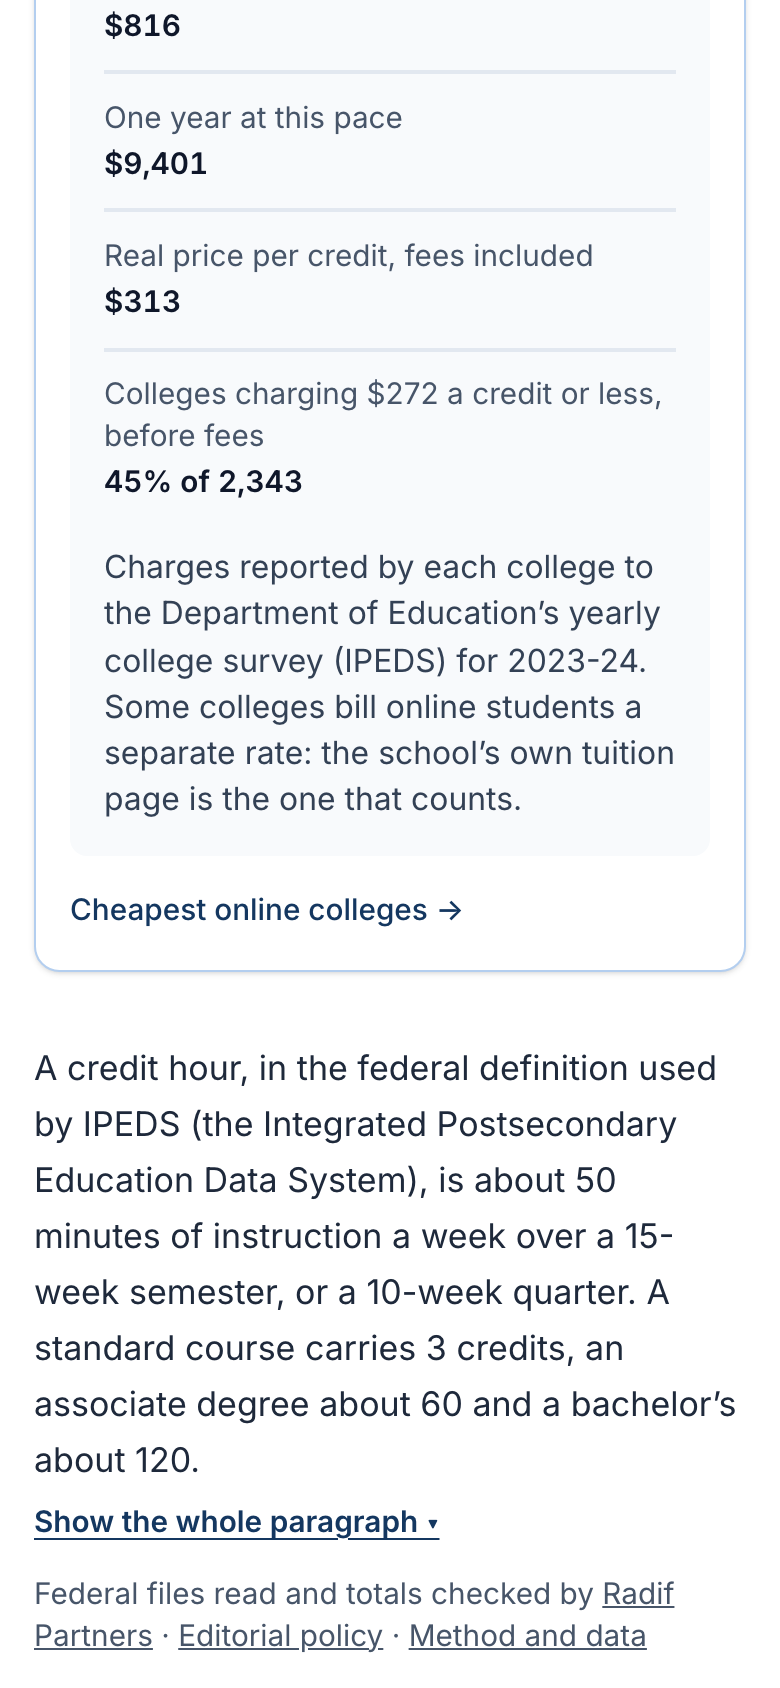 $816
One year at this pace
$9,401
Real price per credit, fees included
$313
Colleges charging $272 a credit or less,
before fees
45% of 2,343
Charges reported by each college to
the Department of Education’s yearly
college survey (IPEDS) for 2023-24.
Some colleges bill online students a
separate rate: the school’s own tuition
page is the one that counts.
Cheapest online colleges →
A credit hour, in the federal definition used
by IPEDS (the Integrated Postsecondary
Education Data System), is about 50
minutes of instruction a week over a 15-
week semester, or a 10-week quarter. A
standard course carries 3 credits, an
associate degree about 60 and a bachelor’s
about 120.
Show the whole paragraph ▾
Federal files read and totals checked by Radif
Partners · Editorial policy · Method and data